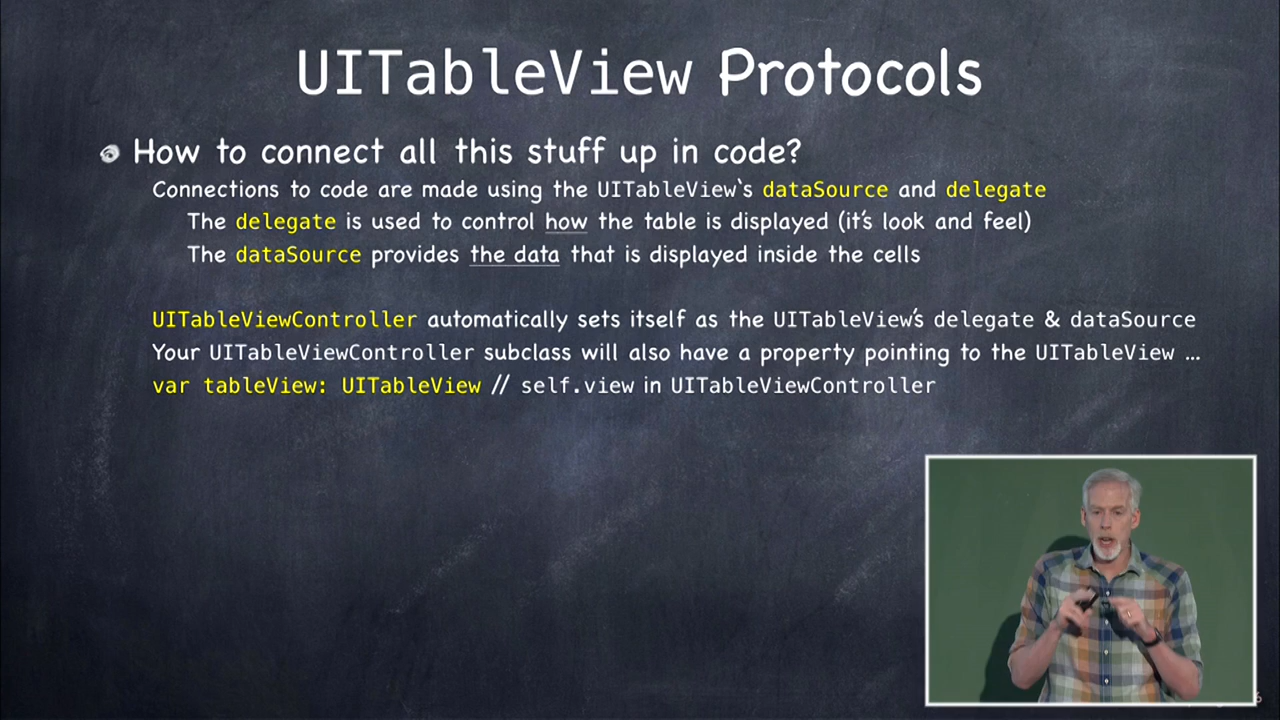 UITableView Protocols
How to connect all this stuff up in code?
Connections to code are made using the UITableView`s dataSource and delegate
The delegate is used to control how the table is displayed (it's look and feel)
The dataSource provides the data that is displayed inside the cells
UITableViewController automatically sets itself as the UITableView's delegate & dataSource
Your UITableViewController subclass will also have a property pointing to the UITableView ...
var tableView: UITableView // self.view in UITableViewController